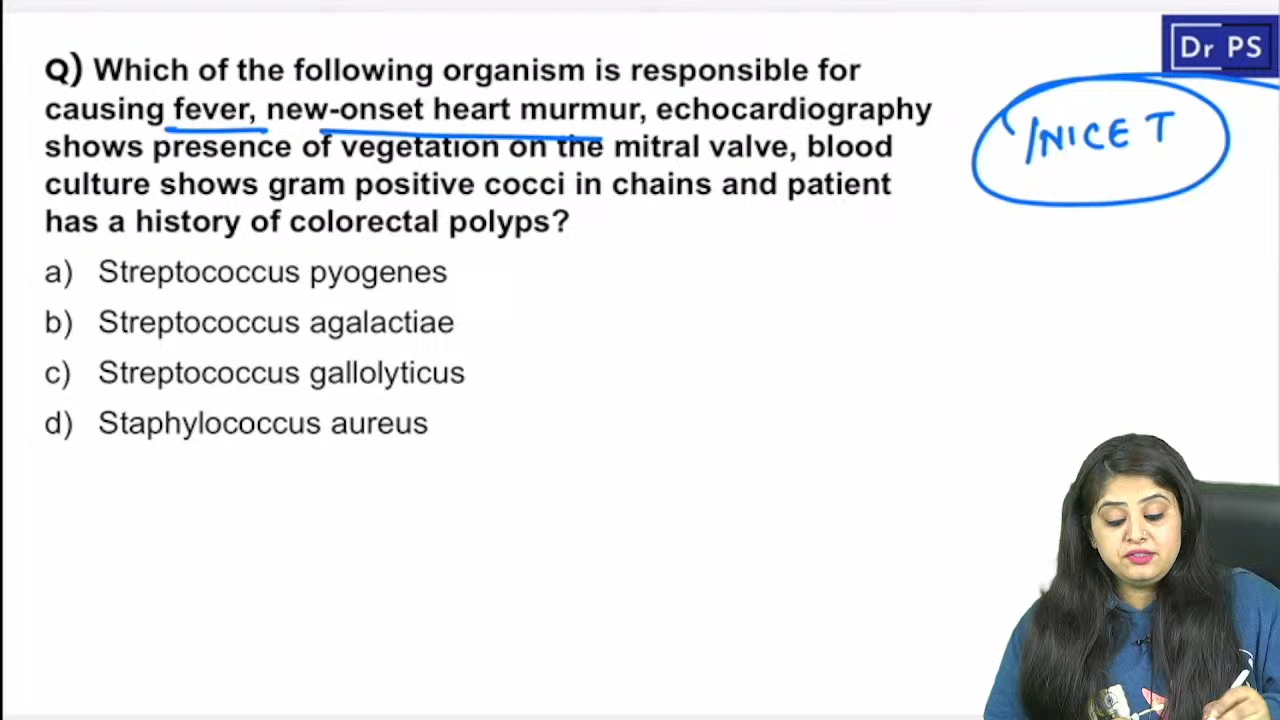 Dr PS
Q) Which of the following organism is responsible for
causing fever, new-onset heart murmur, echocardiography
shows presence of vegetation on the mitral valve, blood
culture shows gram positive cocci in chains and patient
has a history of colorectal polyps?
INICET
a) Streptococcus pyogenes
b) Streptococcus agalactiae
c) Streptococcus gallolyticus
d) Staphylococcus aureus